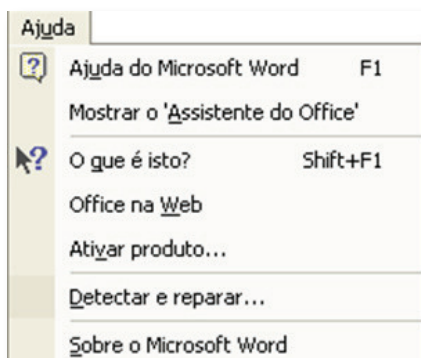 Ajuda
Ajuda do Microsoft Word F1
Mostrar o 'Assistente do Office'
O que é isto? Shift+F1
Office na Web
Ativar produto...
Detectar e reparar...
Sobre o Microsoft Word